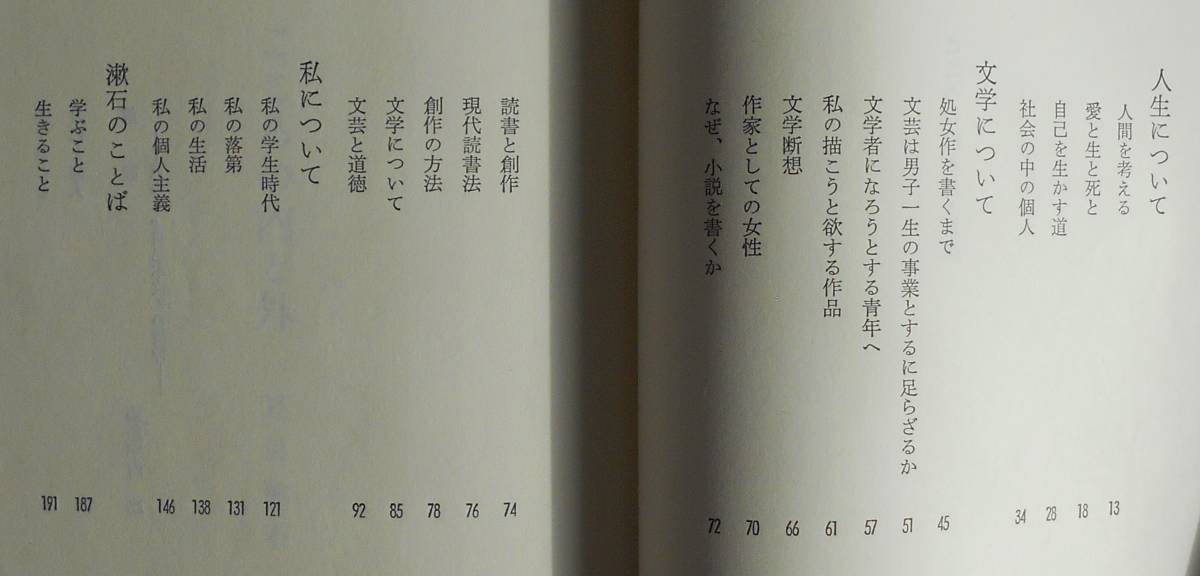 人生について
人間を考える 13
愛と生と死と 18
自己を生かす道 28
社会の中の個人 34
文学について
処女作を書くまで 45
文芸は男子一生の事業とするに足らざるか 51
文学者になろうとする青年へ 57
私の描こうと欲する作品 61
文学断想 66
作家としての女性 70
なぜ、小説を書くか 72
読書と創作 74
現代読書法 76
創作の方法 78
文学について 85
文芸と道徳 92
私について
私の学生時代 121
私の落第 131
私の生活 138
私の個人主義 146
漱石のことば
学ぶこと 187
生きること 191